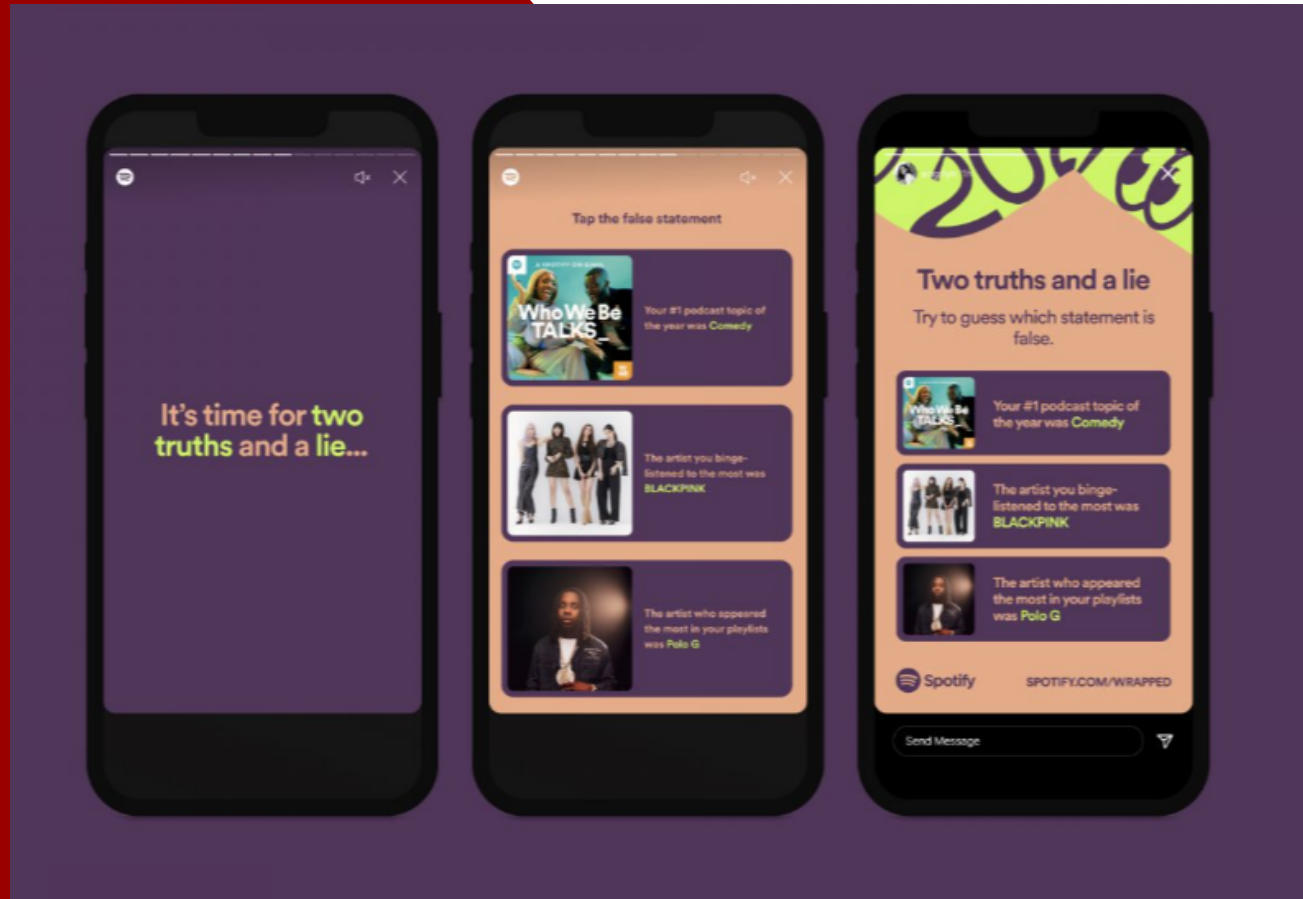 It's time for two
truths and a lie...
Tap the false statement
A SPOTIFY ORIGINAL
Who We Be
TALKS_
Your #1 podcast topic of
the year was Comedy
The artist you binge-
listened to the most was
BLACKPINK
The artist who appeared
the most in your playlists
was Polo G
Two truths and a lie
Try to guess which statement is
false.
Who We Be
TALKS_
Your #1 podcast topic of
the year was Comedy
The artist you binge-
listened to the most was
BLACKPINK
The artist who appeared
the most in your playlists
was Polo G
Spotify
SPOTIFY.COM/WRAPPED
Send Message